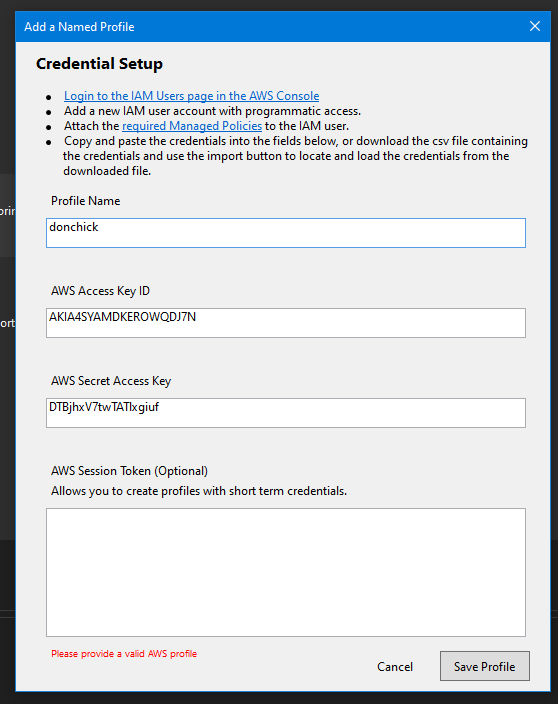 Add a Named Profile
Credential Setup
Login to the IAM Users page in the AWS Console
Add a new IAM user account with programmatic access.
Attach the required Managed Policies to the IAM user.
Copy and paste the credentials into the fields below, or download the csv file containing
the credentials and use the import button to locate and load the credentials from the
downloaded file.
Profile Name
donchick
AWS Access Key ID
AKIA4SYAMDKEROWQDJ7N
AWS Secret Access Key
DTBjhxV7twTATIxgiuf
AWS Session Token (Optional)
Allows you to create profiles with short term credentials.
Please provide a valid AWS profile
Cancel
Save Profile